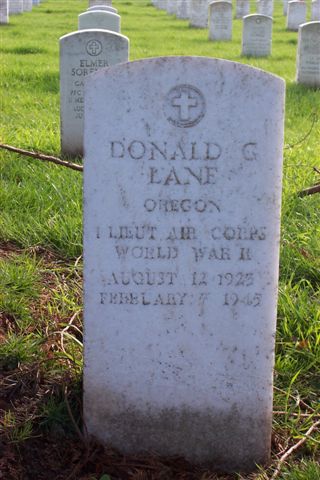 DONALD G
LANE
OREGON
1 LIEUT AIR CORPS
WORLD WAR II
AUGUST 12 1923
FEBRUARY 7 1945
ELMER